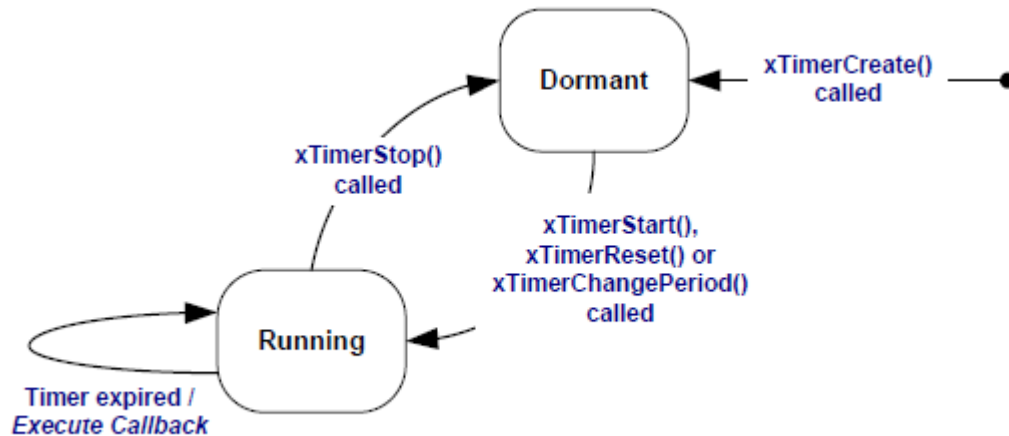 Dormant
xTimerCreate()
called
xTimerStop()
called
xTimerStart(),
xTimerReset() or
xTimerChangePeriod()
called
Running
Timer expired /
Execute Callback